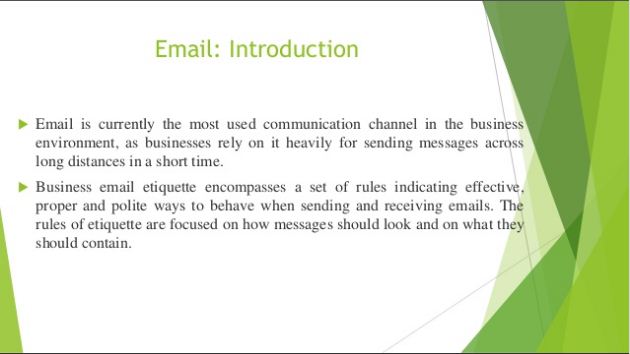 Email: Introduction
Email is currently the most used communication channel in the business
environment, as businesses rely on it heavily for sending messages across
long distances in a short time.
Business email etiquette encompasses a set of rules indicating effective,
proper and polite ways to behave when sending and receiving emails. The
rules of etiquette are focused on how messages should look and on what they
should contain.